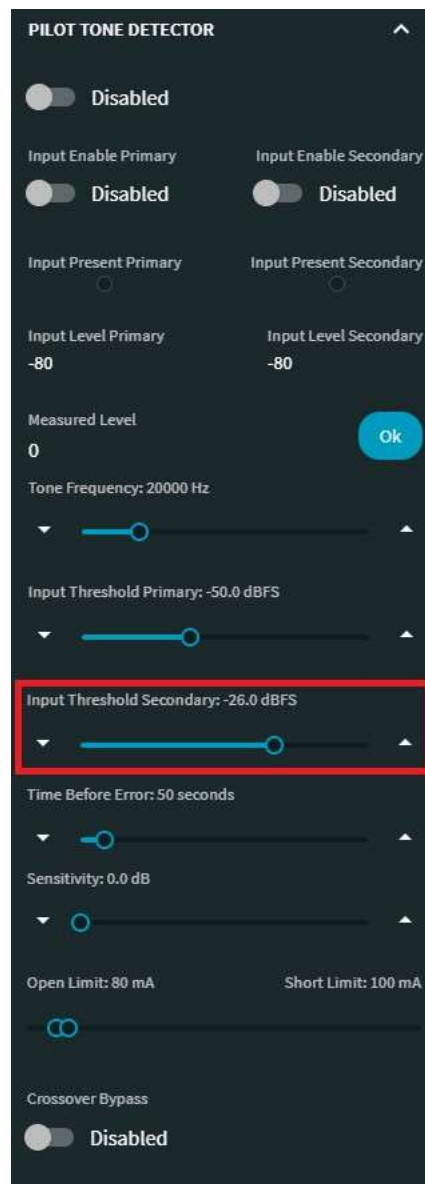 PILOT TONE DETECTOR
Disabled
Input Enable Primary Input Enable Secondary
Disabled Disabled
Input Present Primary Input Present Secondary
Input Level Primary Input Level Secondary
-80 -80
Measured Level
0 Ok
Tone Frequency: 20000 Hz
Input Threshold Primary: -50.0 dBFS
Input Threshold Secondary: -26.0 dBFS
Time Before Error: 50 seconds
Sensitivity: 0.0 dB
Open Limit: 80 mA Short Limit: 100 mA
Crossover Bypass
Disabled